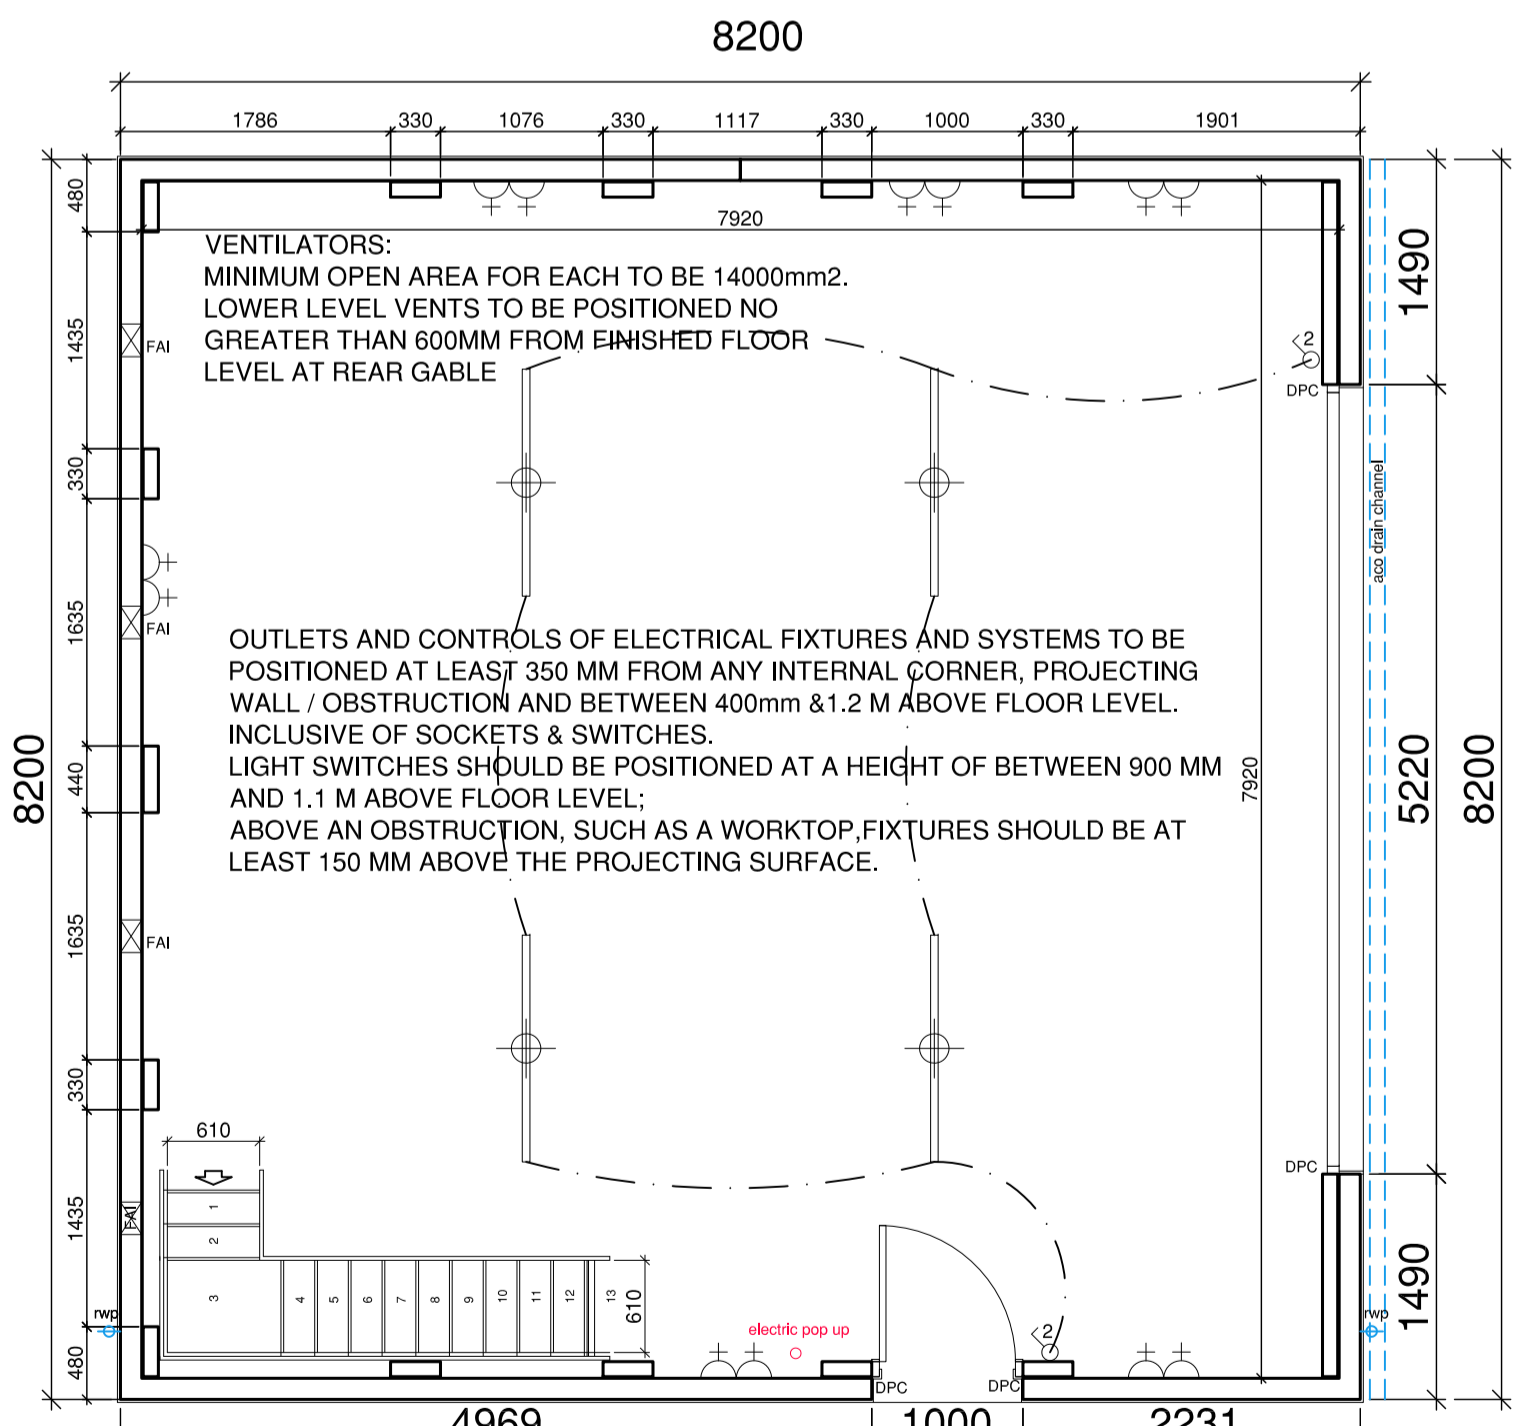 8200
1786 330 1076 330 1117 330 1000 330 1901
480
7920
VENTILATORS:
MINIMUM OPEN AREA FOR EACH TO BE 14000mm2.
LOWER LEVEL VENTS TO BE POSITIONED NO
GREATER THAN 600MM FROM FINISHED FLOOR
LEVEL AT REAR GABLE
1490
1435
FAI
2
DPC
330
aco drain channel
1635
FAI
OUTLETS AND CONTROLS OF ELECTRICAL FIXTURES AND SYSTEMS TO BE
POSITIONED AT LEAST 350 MM FROM ANY INTERNAL CORNER, PROJECTING
WALL / OBSTRUCTION AND BETWEEN 400mm &1.2 M ABOVE FLOOR LEVEL.
INCLUSIVE OF SOCKETS & SWITCHES.
LIGHT SWITCHES SHOULD BE POSITIONED AT A HEIGHT OF BETWEEN 900 MM
AND 1.1 M ABOVE FLOOR LEVEL;
ABOVE AN OBSTRUCTION, SUCH AS A WORKTOP,FIXTURES SHOULD BE AT
LEAST 150 MM ABOVE THE PROJECTING SURFACE.
8200
440
7920
5220
8200
1635
FAI
330
610
DPC
1435
FAI
1
2
3
4 5 6 7 8 9 10 11 12 13
610
1490
rwp
electric pop up
2
rwp
480
DPC
DPC
4969 1000 2231